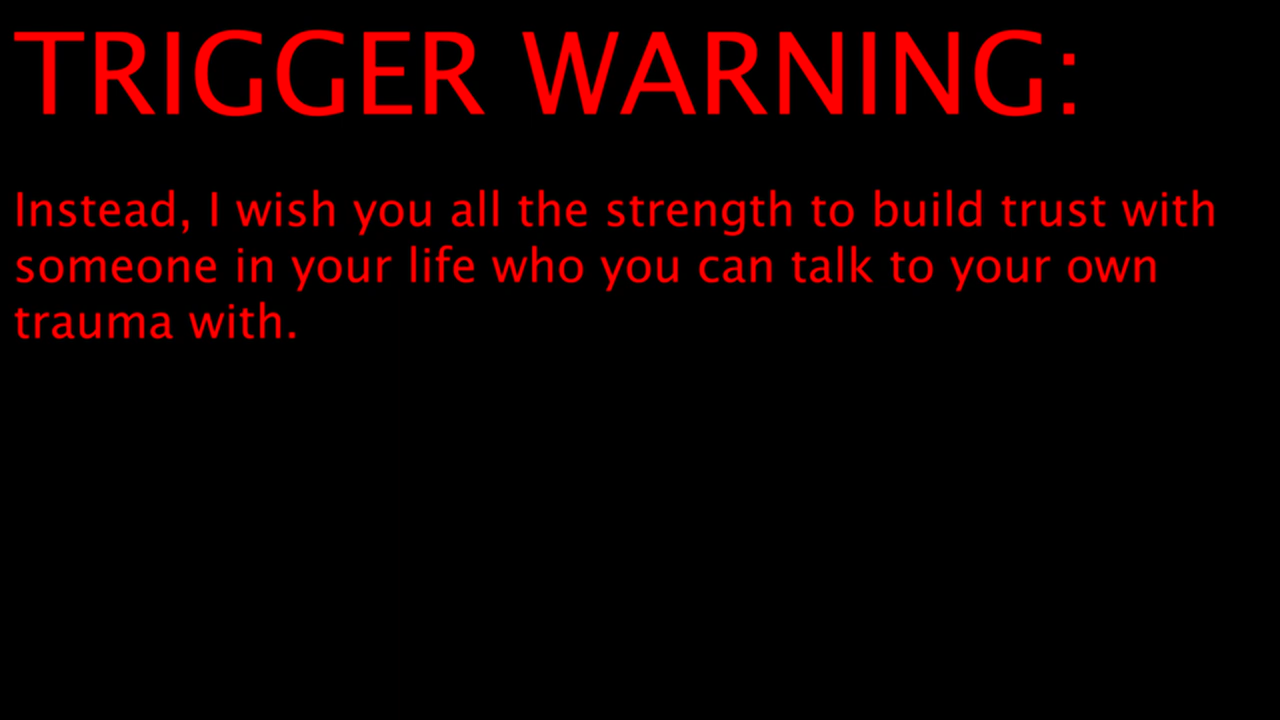 TRIGGER WARNING:
Instead, I wish you all the strength to build trust with
someone in your life who you can talk to your own
trauma with.